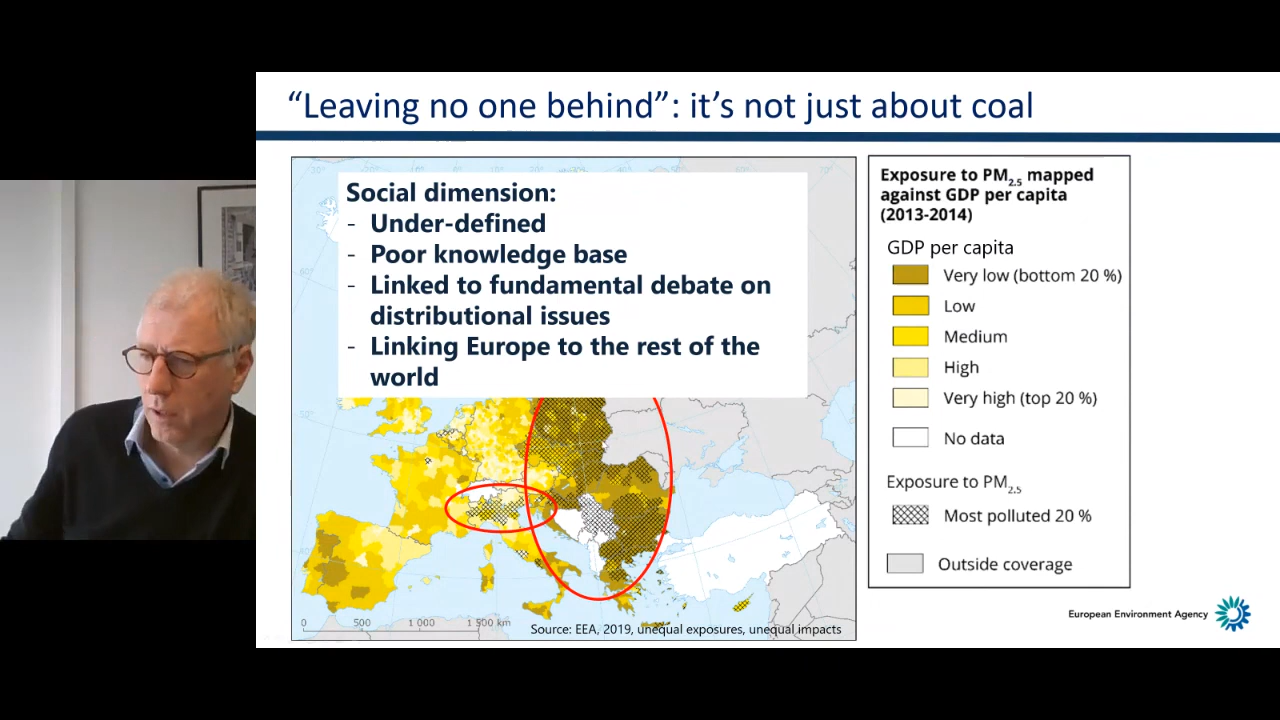 “Leaving no one behind”: it’s not just about coal
Social dimension:
- Under-defined
- Poor knowledge base
- Linked to fundamental debate on
distributional issues
- Linking Europe to the rest of the
world
0 500 1 000 1 500 km
Source: EEA, 2019, unequal exposures, unequal impacts
Exposure to PM2.5 mapped
against GDP per capita
(2013-2014)
GDP per capita
Very low (bottom 20 %)
Low
Medium
High
Very high (top 20 %)
No data
Exposure to PM2.5
Most polluted 20 %
Outside coverage
European Environment Agency